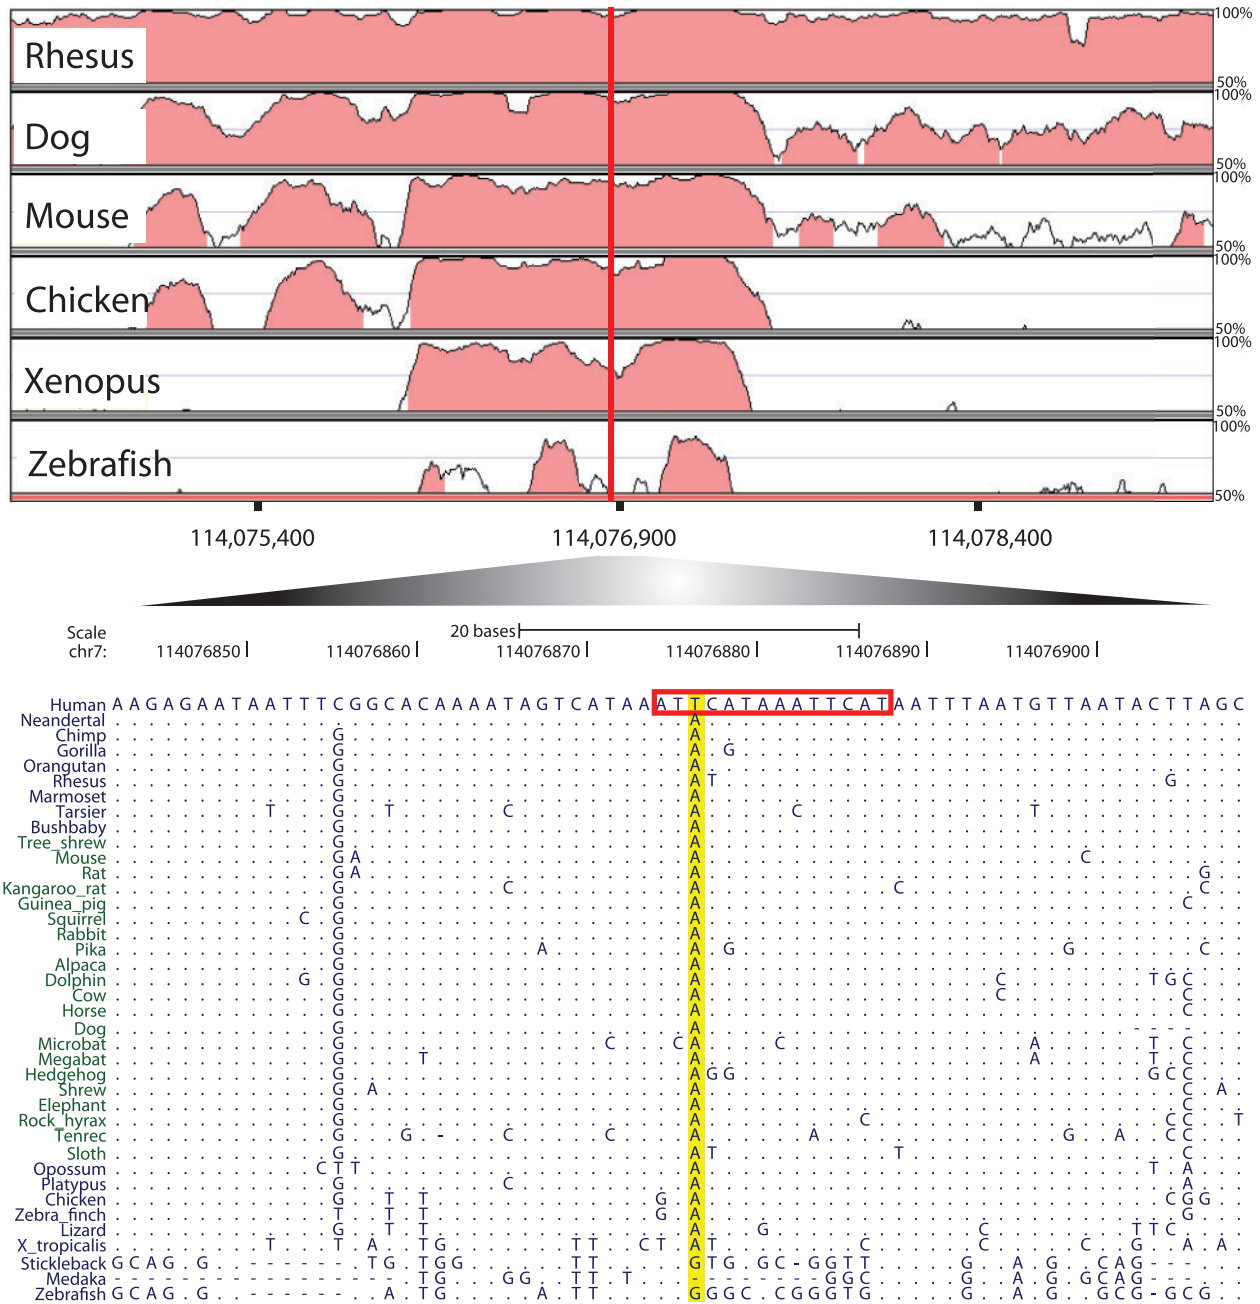 Rhesus
100%
50%
Dog
100%
50%
Mouse
100%
50%
Chicken
100%
50%
Xenopus
100%
50%
Zebrafish
100%
50%
114,075,400 114,076,900 114,078,400
Scale 20 bases
chr7: 114076850 114076860 114076870 114076880 114076890 114076900
Human A A G A G A A T A A T T T C G G C A C A A A A T A G T C A T A A A T T C A T A A A T T C A T A A T T T A A T G T T A A T A C T T A G C
Neandertal A
Chimp G A
Gorilla G A G
Orangutan G A
Rhesus G A T G
Marmoset G A
Tarsier T G T C A C T
Bushbaby G A
Tree_shrew G A
Mouse G A A C
Rat G A A G
Kangaroo_rat G C A C C
Guinea_pig G A C
Squirrel C G A
Rabbit G A
Pika G A A G G C
Alpaca G A
Dolphin G G A C T G C
Cow G A C C
Horse G A C
Dog G A - - - -
Microbat G C C A C A T C
Megabat G T A A T C
Hedgehog G A G G G C C
Shrew G A A C A
Elephant G A C
Rock_hyrax G A C C C T
Tenrec G G - C C A A G A C C
Sloth G A T T C
Opossum C T T A T A
Platypus G C A A
Chicken G T T G A C G G
Zebra_finch T T T G A G
Lizard G T T A G C T T C
X_tropicalis T T A T G T T C T A T C C C G A A
Stickleback G C A G . G - - - - - - T G T G G T T G T G G C - G G T T G A G C A G - - -
Medaka - - - - - - - - - - - - - - - - - - T G G G T T T - - - - - - - - G G C G A G G C A G - - -
Zebrafish G C A G . G - - - - - - - A T G A T T G G G C . C G G G T G G A G G C G - G C G